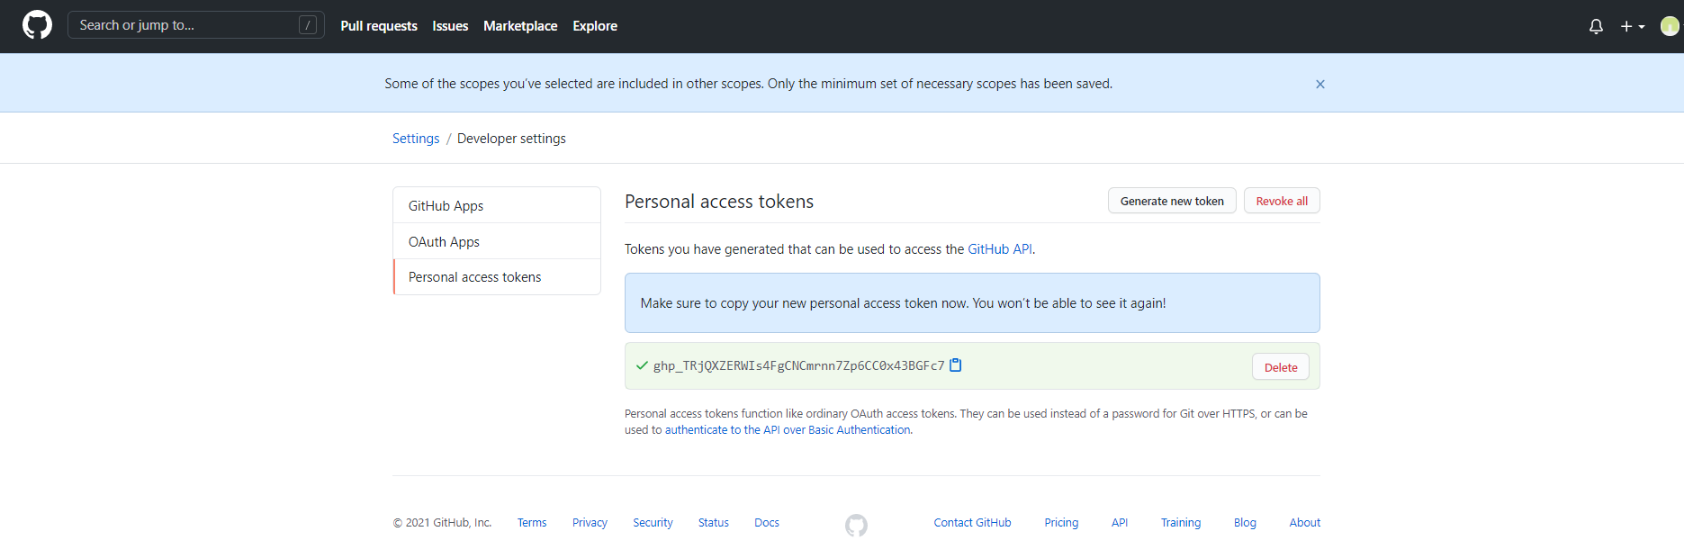 Search or jump to...
/
Pull requests
Issues
Marketplace
Explore
Some of the scopes you've selected are included in other scopes. Only the minimum set of necessary scopes has been saved.
Settings / Developer settings
GitHub Apps
OAuth Apps
Personal access tokens
Personal access tokens
Generate new token
Revoke all
Tokens you have generated that can be used to access the GitHub API.
Make sure to copy your new personal access token now. You won't be able to see it again!
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
Delete
Personal access tokens function like ordinary OAuth access tokens. They can be used instead of a password for Git over HTTPS, or can be
used to authenticate to the API over Basic Authentication.
© 2021 GitHub, Inc.
Terms
Privacy
Security
Status
Docs
Contact GitHub
Pricing
API
Training
Blog
About